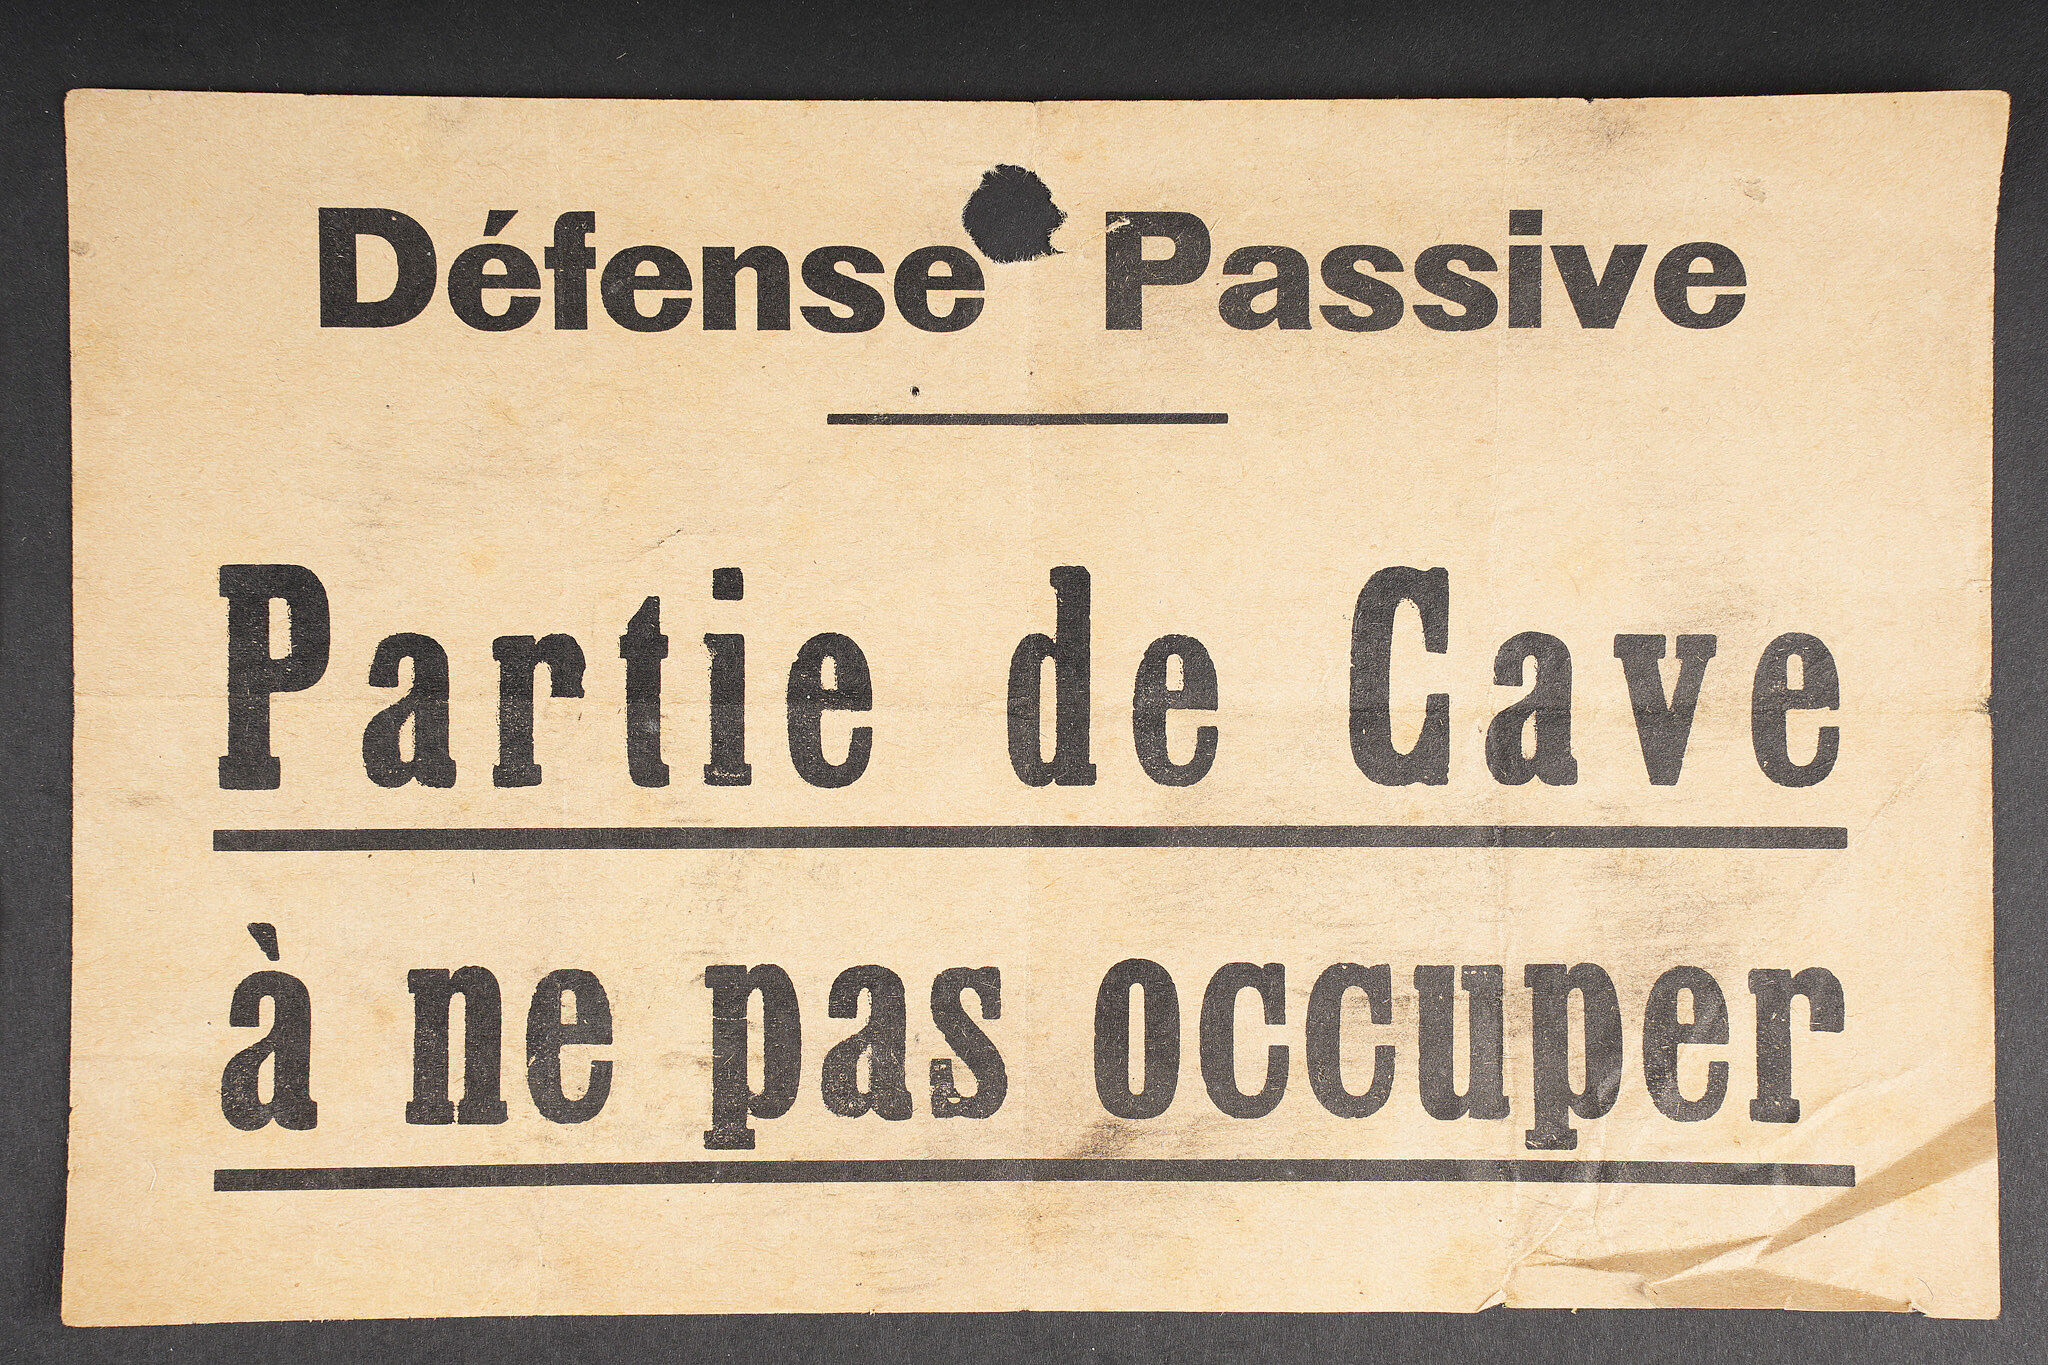 Défense Passive
Partie de Cave
à ne pas occuper